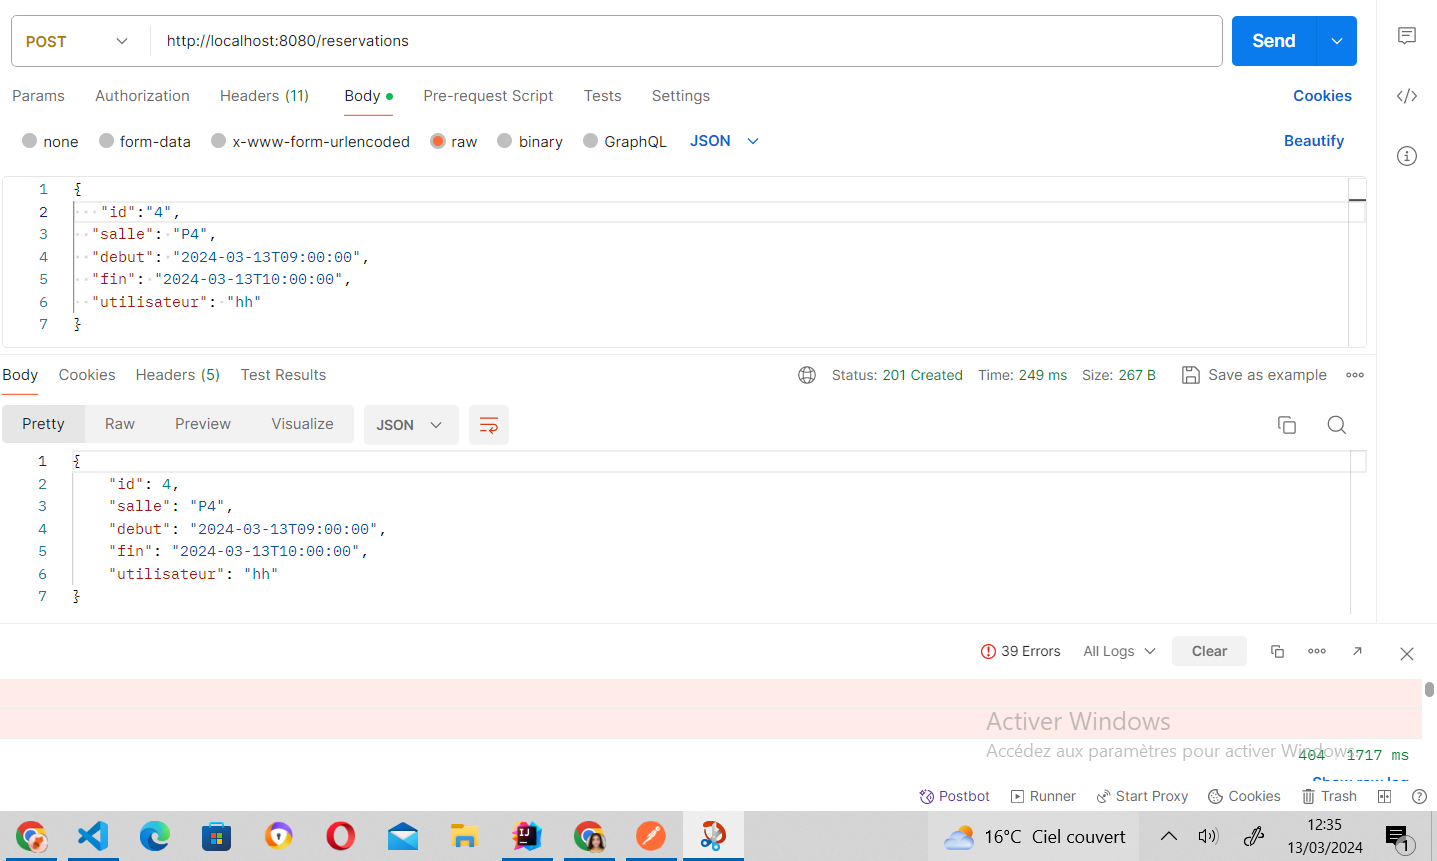 POST http://localhost:8080/reservations Send
Params Authorization Headers (11) Body Pre-request Script Tests Settings Cookies
none form-data x-www-form-urlencoded raw binary GraphQL JSON Beautify
1 {
2 "id":"4",
3 "salle": "P4",
4 "debut": "2024-03-13T09:00:00",
5 "fin": "2024-03-13T10:00:00",
6 "utilisateur": "hh"
7 }
Body Cookies Headers (5) Test Results Status: 201 Created Time: 249 ms Size: 267 B Save as example
Pretty Raw Preview Visualize JSON
1 {
2 "id": 4,
3 "salle": "P4",
4 "debut": "2024-03-13T09:00:00",
5 "fin": "2024-03-13T10:00:00",
6 "utilisateur": "hh"
7 }
39 Errors All Logs Clear
Activer Windows
Accédez aux paramètres pour activer Windows.
404 1717 ms
Show raw log
Postbot Runner Start Proxy Cookies Trash
16°C Ciel couvert 12:35
13/03/2024 1